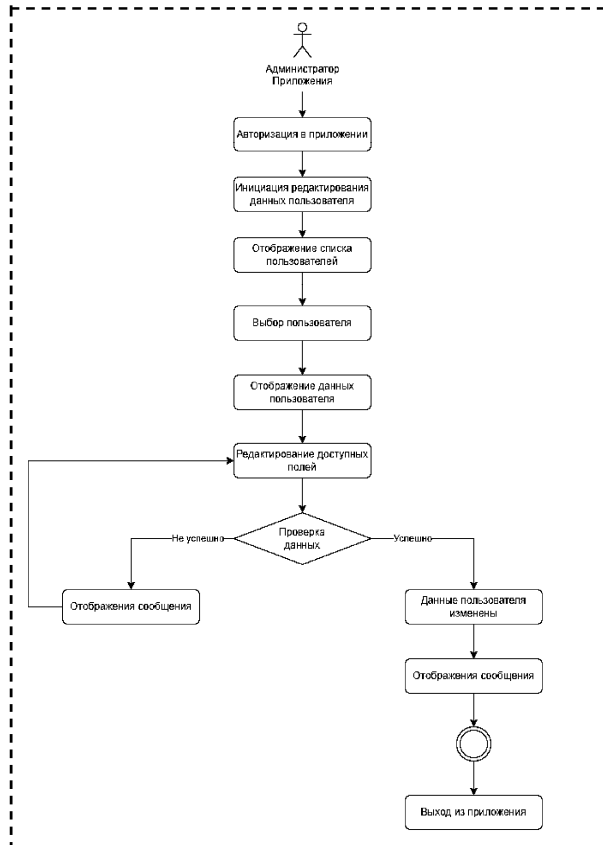 Администратор
Приложения
Авторизация в приложении
Инициация редактирования
данных пользователя
Отображение списка
пользователей
Выбор пользователя
Отображение данных
пользователя
Редактирование доступных
полей
Проверка
данных
Не успешно
Успешно
Отображения сообщения
Данные пользователя
изменены
Отображения сообщения
Выход из приложения